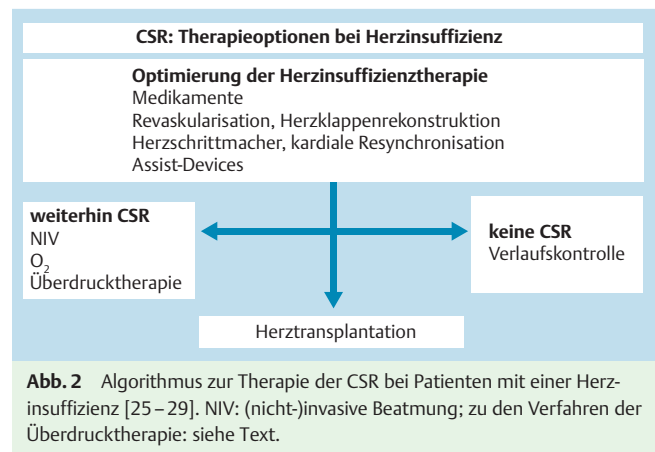 CSR: Therapieoptionen bei Herzinsuffizienz
Optimierung der Herzinsuffizienztherapie
Medikamente
Revaskularisation, Herzklappenrekonstruktion
Herzschrittmacher, kardiale Resynchronisation
Assist-Devices
weiterhin CSR
NIV
O₂
Überdrucktherapie
keine CSR
Verlaufskontrolle
Herztransplantation
Abb. 2 Algorithmus zur Therapie der CSR bei Patienten mit einer Herz-
insuffizienz [25–29]. NIV: (nicht-)invasive Beatmung; zu den Verfahren der
Überdrucktherapie: siehe Text.